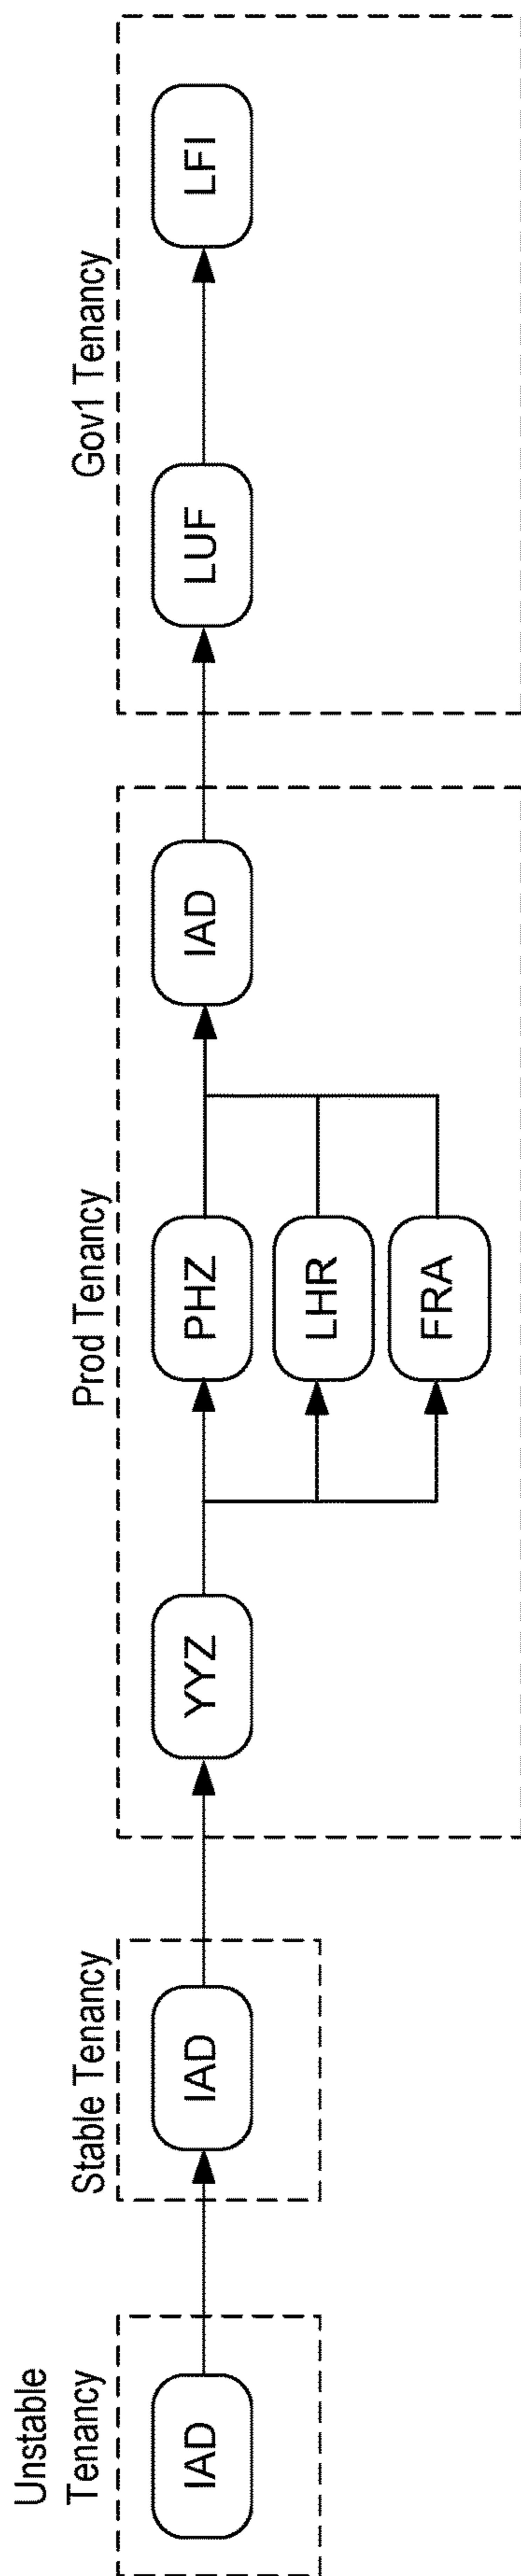 Unstable
Tenancy
IAD
Stable Tenancy
IAD
Prod Tenancy
YYZ
PHZ
LHR
FRA
IAD
Gov1 Tenancy
LUF
LFI